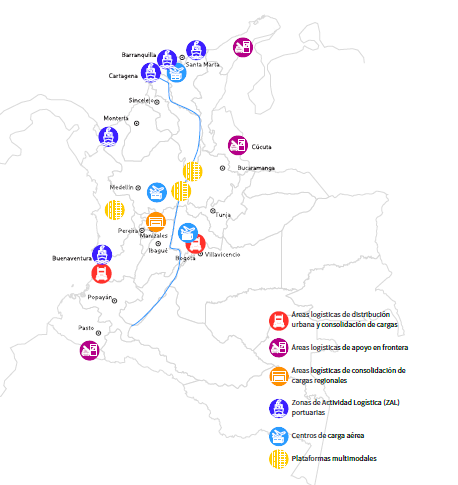 Barranquilla
Santa Marta
Cartagena
Sincelejo
Montería
Cúcuta
Bucaramanga
Medellín
Tunja
Pereira
Manizales
Ibagué
Bogotá
Villavicencio
Buenaventura
Popayán
Pasto
Áreas logísticas de distribución
urbana y consolidación de cargas
Áreas logísticas de apoyo en frontera
Áreas logísticas de consolidación de
cargas regionales
Zonas de Actividad Logística (ZAL)
portuarias
Centros de carga aérea
Plataformas multimodales